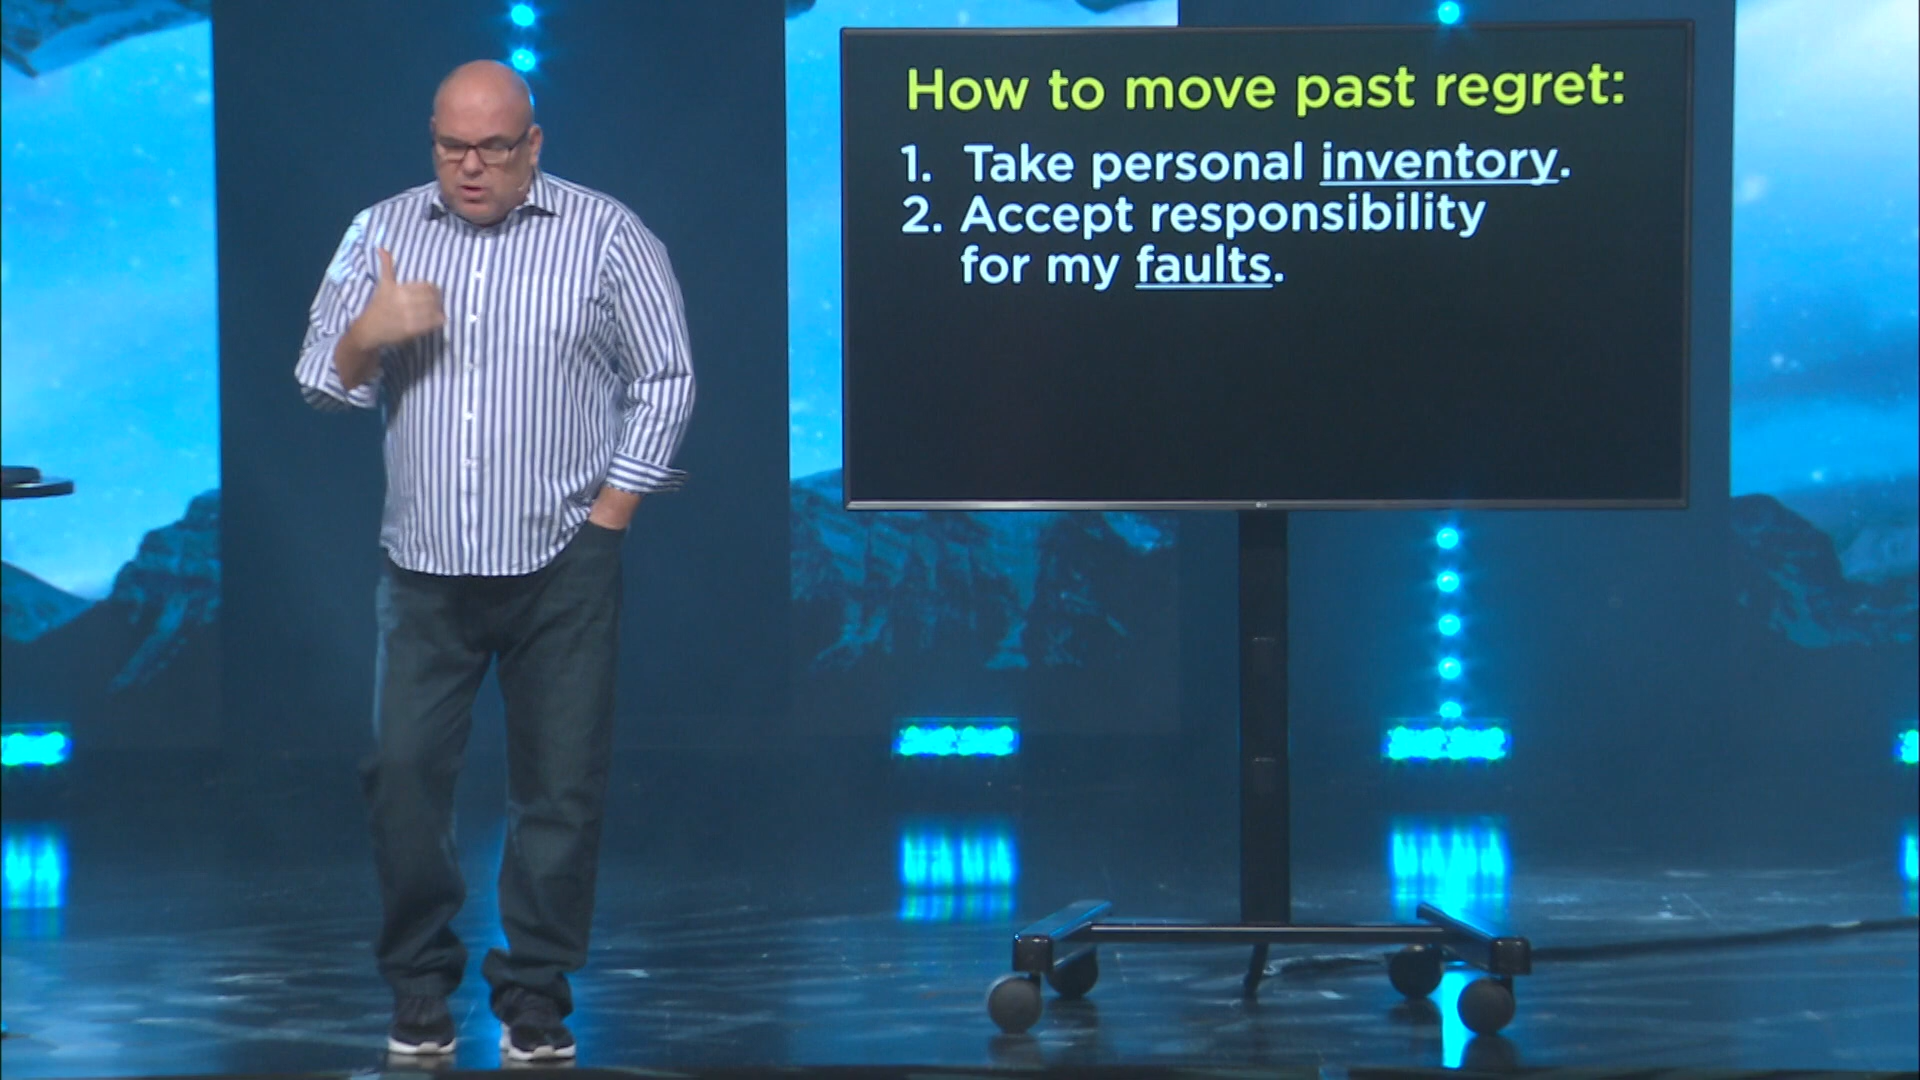 How to move past regret:
1. Take personal inventory.
2. Accept responsibility
for my faults.